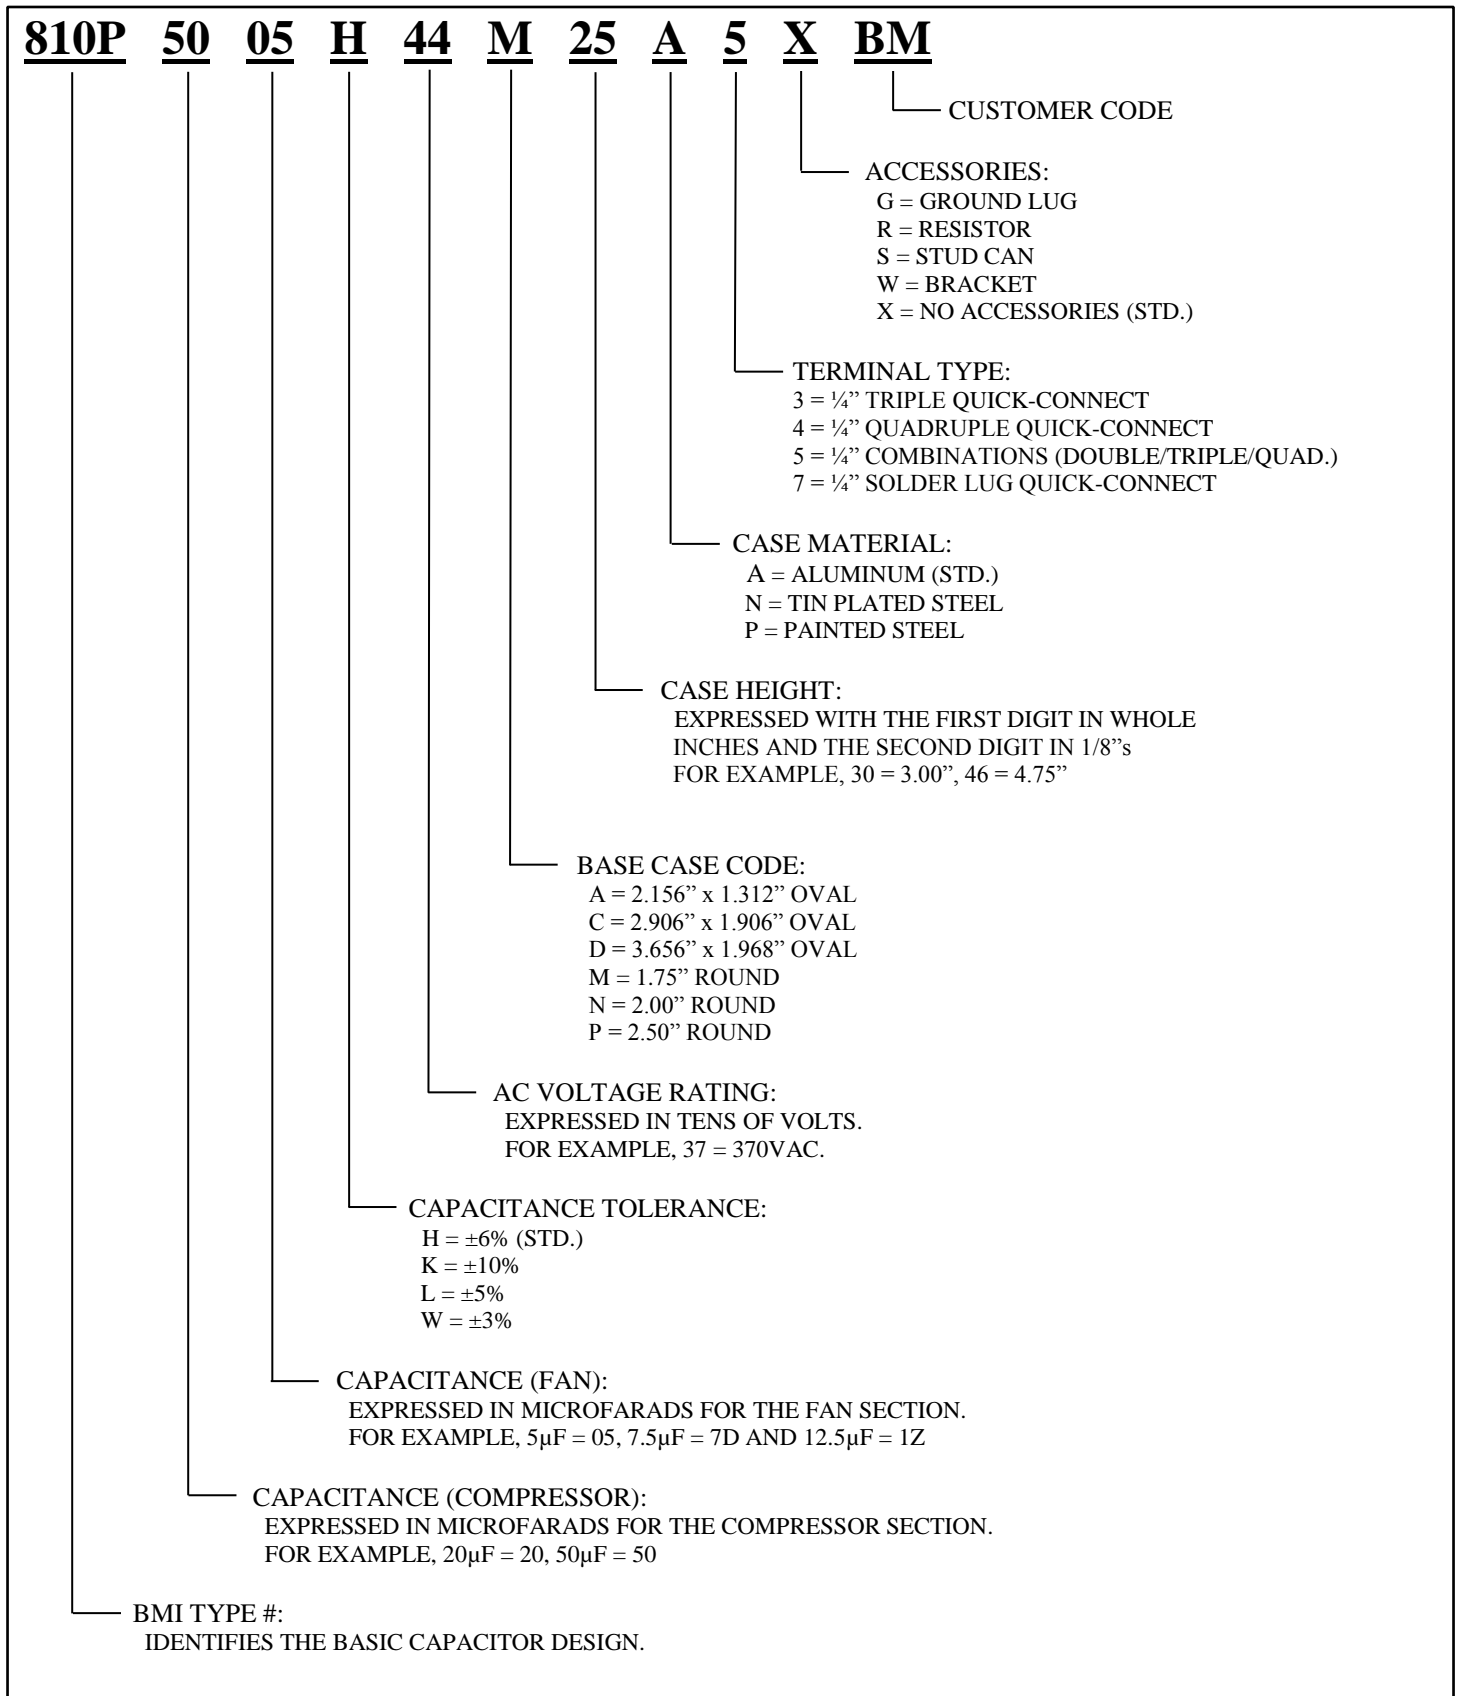 810P 50 05 H 44 M 25 A 5 X BM
CUSTOMER CODE
ACCESSORIES:
G = GROUND LUG
R = RESISTOR
S = STUD CAN
W = BRACKET
X = NO ACCESSORIES (STD.)
TERMINAL TYPE:
3 = ¼” TRIPLE QUICK-CONNECT
4 = ¼” QUADRUPLE QUICK-CONNECT
5 = ¼” COMBINATIONS (DOUBLE/TRIPLE/QUAD.)
7 = ¼” SOLDER LUG QUICK-CONNECT
CASE MATERIAL:
A = ALUMINUM (STD.)
N = TIN PLATED STEEL
P = PAINTED STEEL
CASE HEIGHT:
EXPRESSED WITH THE FIRST DIGIT IN WHOLE
INCHES AND THE SECOND DIGIT IN 1/8”s
FOR EXAMPLE, 30 = 3.00”, 46 = 4.75”
BASE CASE CODE:
A = 2.156” x 1.312” OVAL
C = 2.906” x 1.906” OVAL
D = 3.656” x 1.968” OVAL
M = 1.75” ROUND
N = 2.00” ROUND
P = 2.50” ROUND
AC VOLTAGE RATING:
EXPRESSED IN TENS OF VOLTS.
FOR EXAMPLE, 37 = 370VAC.
CAPACITANCE TOLERANCE:
H = ±6% (STD.)
K = ±10%
L = ±5%
W = ±3%
CAPACITANCE (FAN):
EXPRESSED IN MICROFARADS FOR THE FAN SECTION.
FOR EXAMPLE, 5µF = 05, 7.5µF = 7D AND 12.5µF = 1Z
CAPACITANCE (COMPRESSOR):
EXPRESSED IN MICROFARADS FOR THE COMPRESSOR SECTION.
FOR EXAMPLE, 20µF = 20, 50µF = 50
BMI TYPE #:
IDENTIFIES THE BASIC CAPACITOR DESIGN.